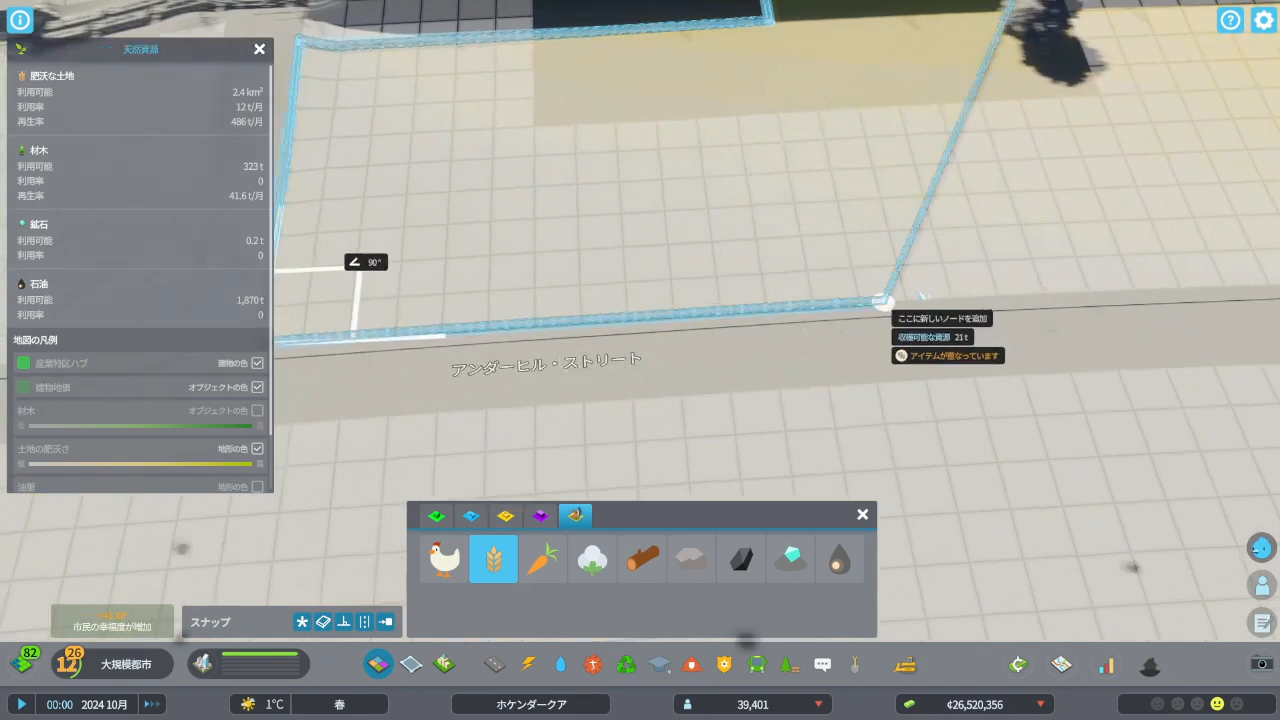 天然資源
肥沃な土地
利用可能 2.4 km²
利用率 12 t/月
再生率 486 t/月
材木
利用可能 323 t
利用率 0
再生率 41.6 t/月
鉱石
利用可能 0.2 t
利用率 0
石油
利用可能 1,870 t
利用率 0
地図の凡例
産業特区ハブ 建物の色
建物地価 オブジェクトの色
材木 オブジェクトの色
低 高
土地の肥沃さ 地形の色
低 高
油脈 地形の色
90°
ここに新しいノードを追加
収穫可能な資源 21 t
アイテムが重なっています
アンダーヒル・ストリート
市民の幸福度が増加
スナップ
82
26
12
大規模都市
00:00 2024 10月
1°C 春
ホケンダークア
39,401
¢26,520,356